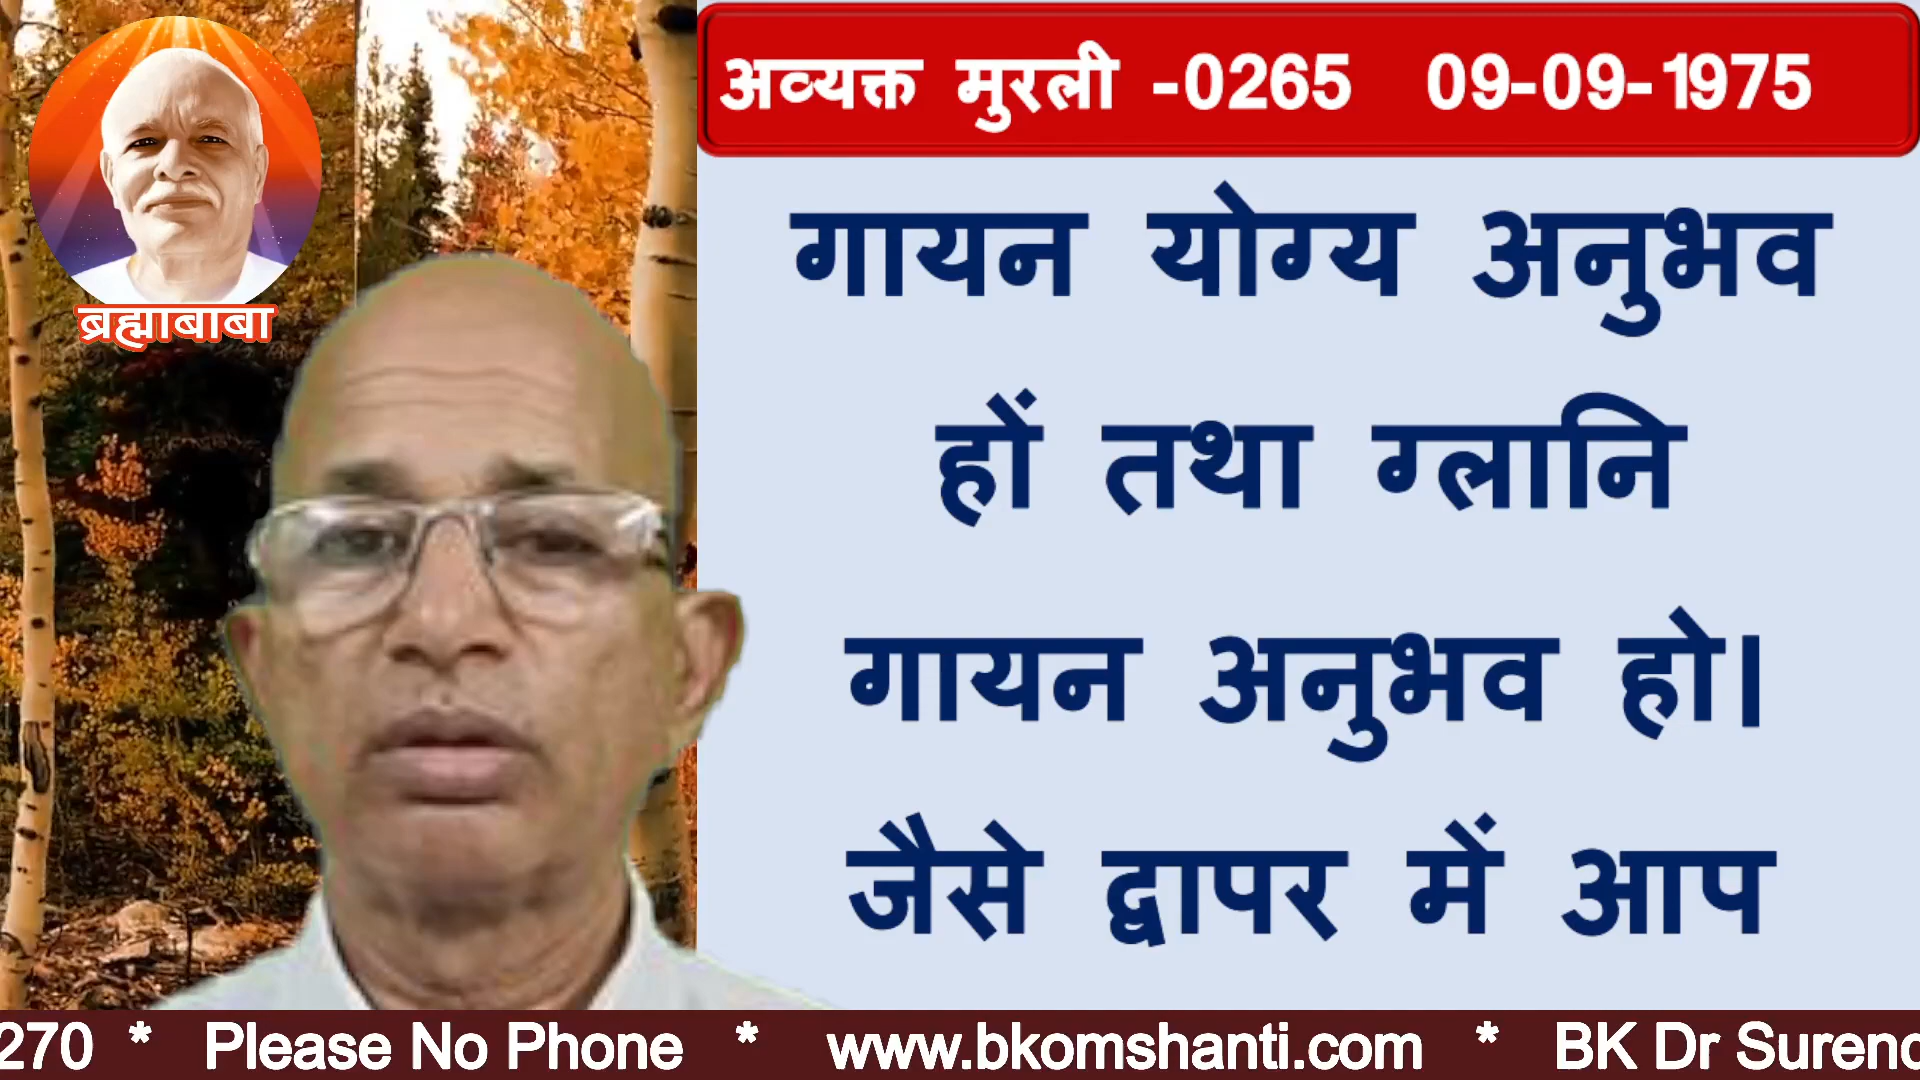 अव्यक्त मुरली -0265 09-09-1975
ब्रह्माबाबा
गायन योग्य अनुभव
हों तथा ग्लानि
गायन अनुभव हो।
जैसे द्वापर में आप
270 * Please No Phone * www.bkomshanti.com * BK Dr Suren